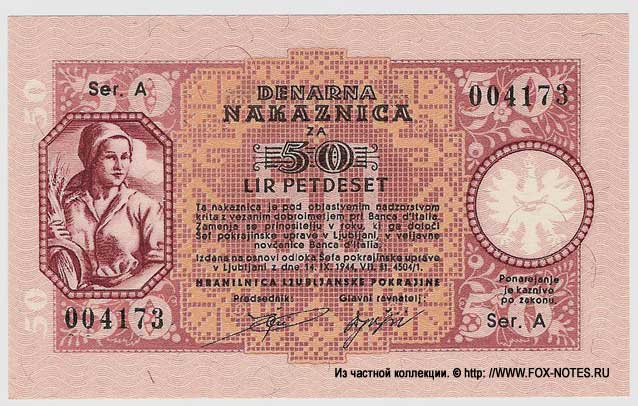 50
Ser. A
DENARNA
NAKAZNICA
ZA
50
LIR PETDESET
004173
Ta nakaznica je pod oblastvenim nadzorstvom
krita z vezanim dobroimetjem pri Banca d'Italia.
Zamenja se prinositelju v roku, ki ga določi
Šef pokrajinske uprave v Ljubljani, v veljavne
novčanice Banca d'Italia.
Izdana na osnovi odloka Šefa pokrajinske uprave
v Ljubljani z dne 14. IX. 1944, VIII. št. 4504/1.
HRANILNICA LJUBLJANSKE POKRAJINE
Predsednik:
Glavni ravnatelj:
Ponarejanje
je kaznivo
po zakonu.
50
004173
Ser. A
Из частной коллекции. © http: //WWW.FOX-NOTES.RU